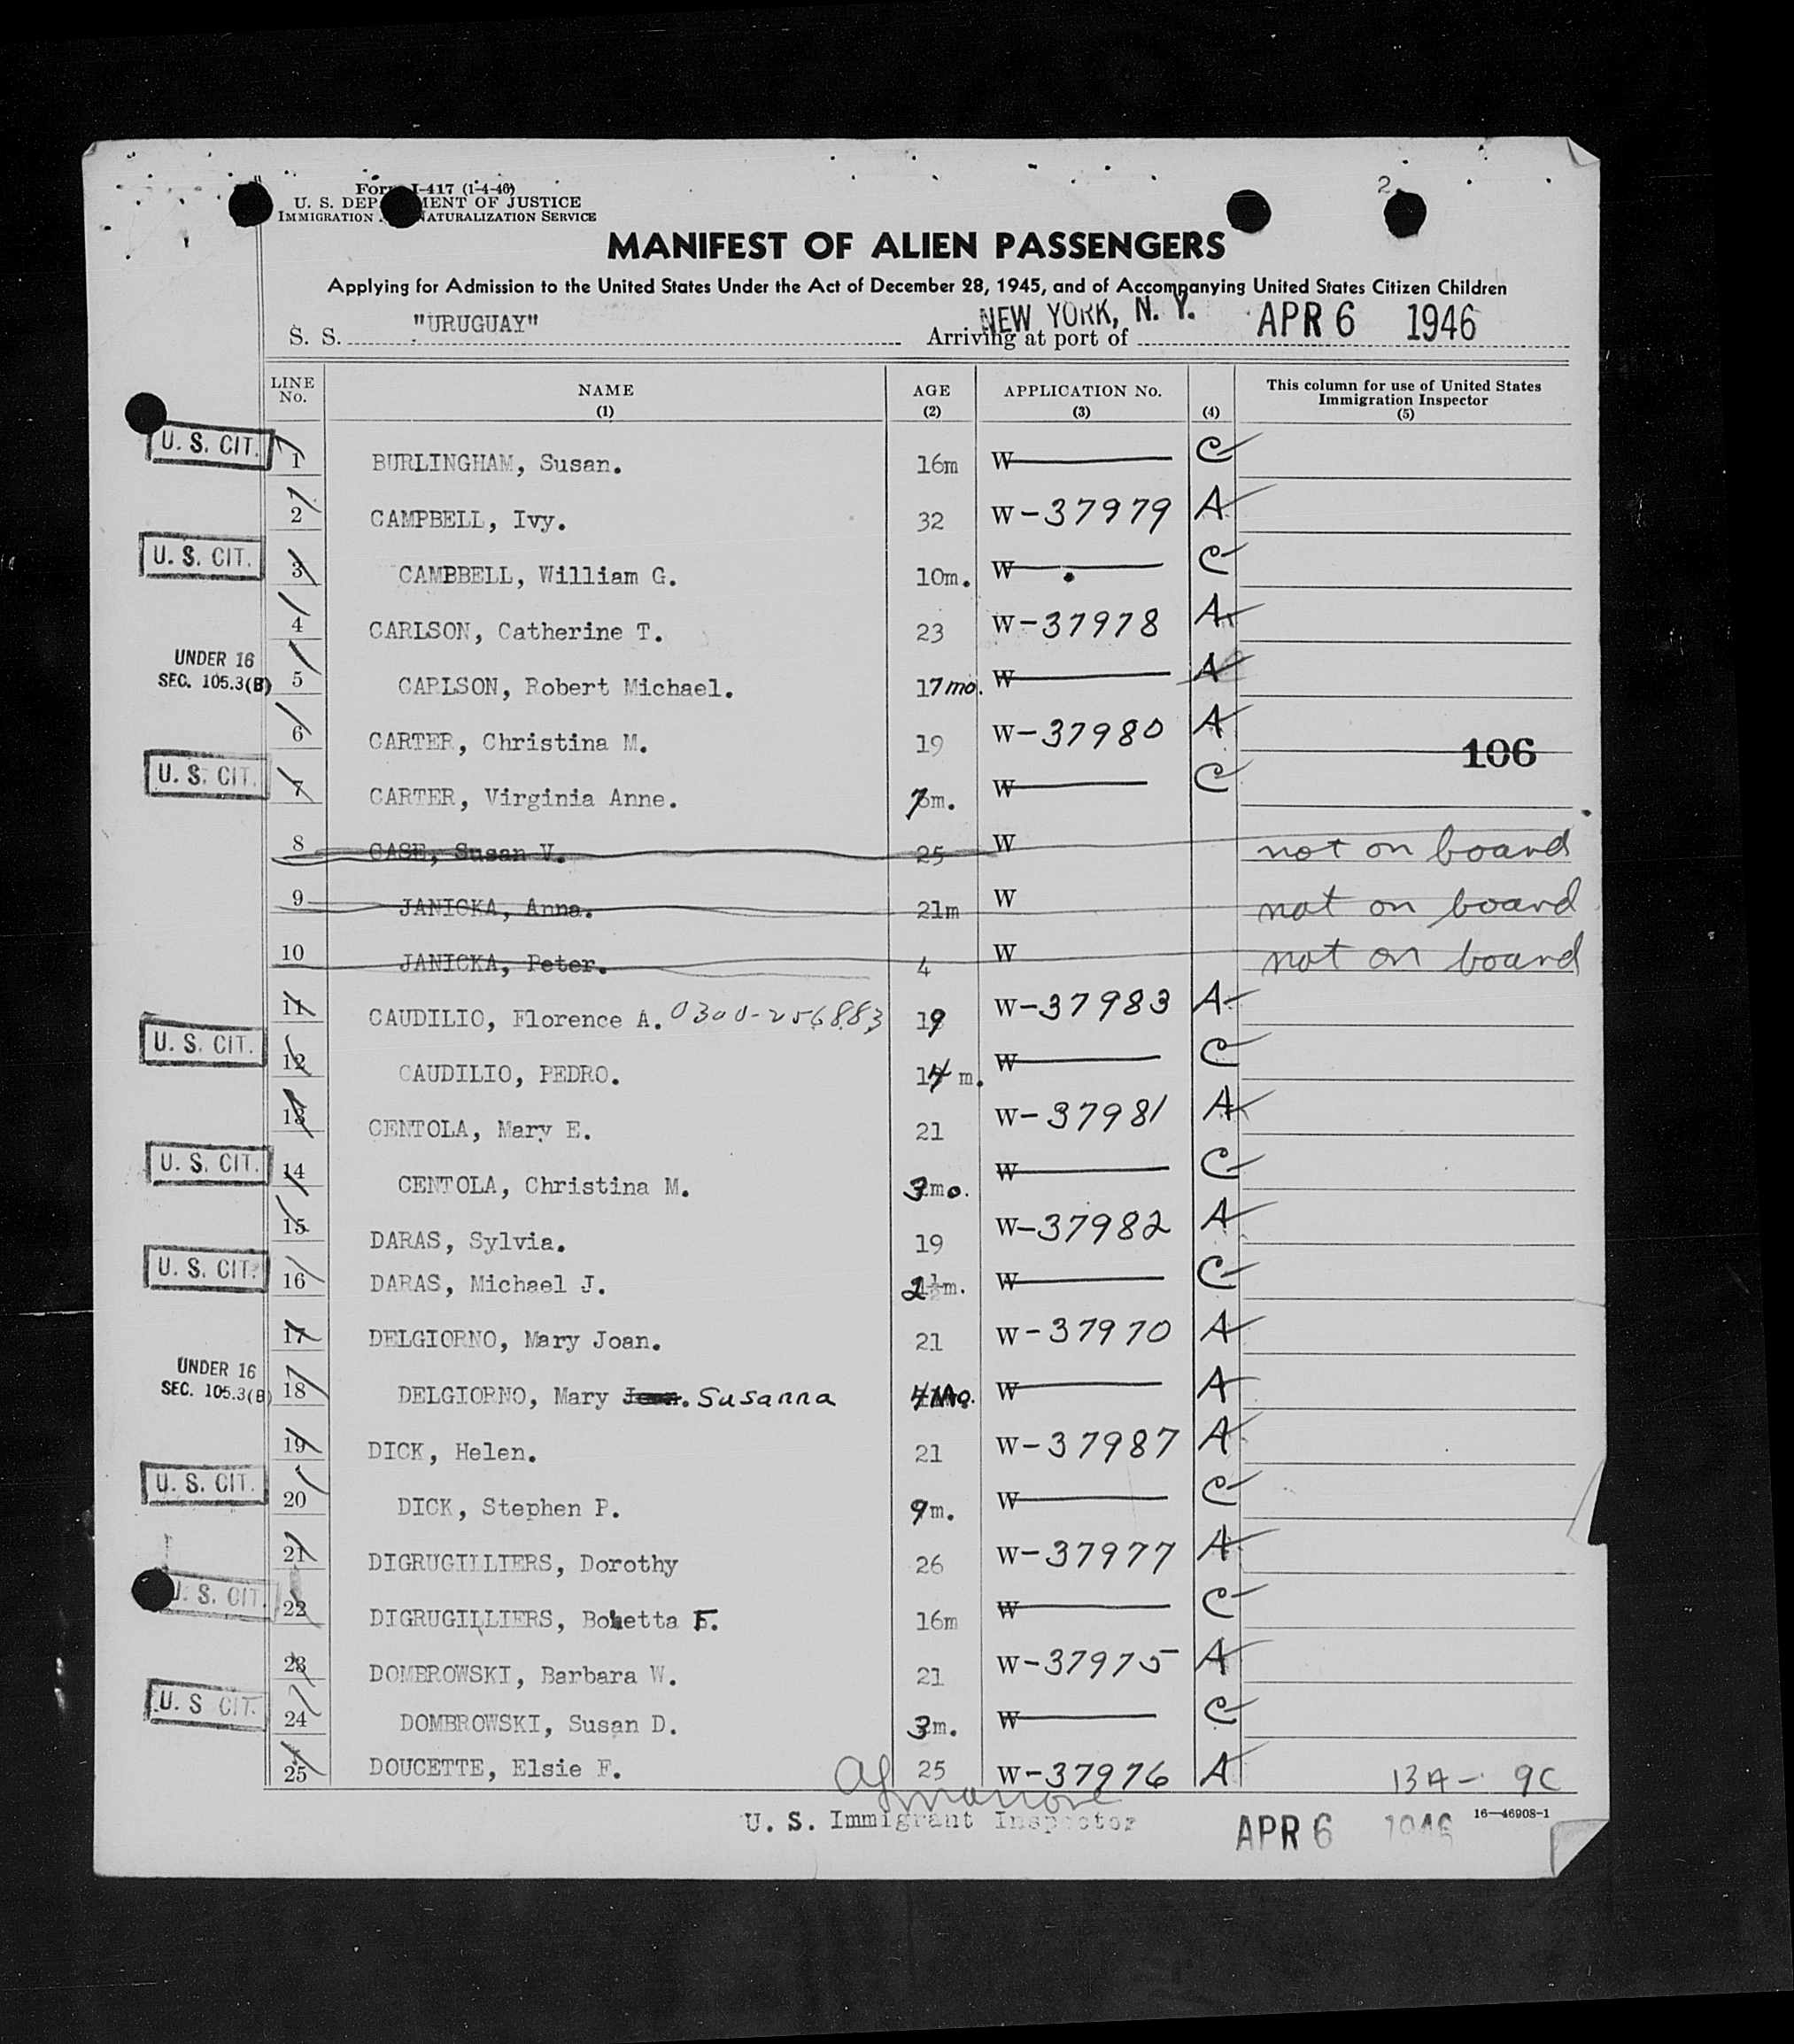 2
Form I-417 (1-4-46)
U. S. DEPARTMENT OF JUSTICE
IMMIGRATION AND NATURALIZATION SERVICE
MANIFEST OF ALIEN PASSENGERS
Applying for Admission to the United States Under the Act of December 28, 1945, and of Accompanying United States Citizen Children
S. S. "URUGUAY" Arriving at port of NEW YORK, N. Y. APR 6 1946
LINE No. NAME (1) AGE (2) APPLICATION No. (3) (4) This column for use of United States Immigration Inspector (5)
U. S. CIT. 1 BURLINGHAM, Susan. 16m W C
2 CAMPBELL, Ivy. 32 W-37979 A
U. S. CIT. 3 CAMBBELL, William G. 10m. W C
4 CARLSON, Catherine T. 23 W-37978 A
UNDER 16 SEC. 105.3(B) 5 CARLSON, Robert Michael. 17mo. W A
6 CARTER, Christina M. 19 W-37980 A
106
U. S. CIT. 7 CARTER, Virginia Anne. 7m. W C
8 CASE, Susan V. 25 W not on board
9 JANICKA, Anna. 21m W not on board
10 JANICKA, Peter. 4 W not on board
11 CAUDILIO, Florence A. 0300-256883 19 W-37983 A
U. S. CIT. 12 CAUDILIO, PEDRO. 14 m. W C
13 CENTOLA, Mary E. 21 W-37981 A
U. S. CIT. 14 CENTOLA, Christina M. 3mo. W C
15 DARAS, Sylvia. 19 W-37982 A
U. S. CIT. 16 DARAS, Michael J. 2½m. W C
17 DELGIORNO, Mary Joan. 21 W-37970 A
UNDER 16 SEC. 105.3(B) 18 DELGIORNO, Mary Joan. Susanna 4Mo. W A
19 DICK, Helen. 21 W-37987 A
U. S. CIT. 20 DICK, Stephen P. 9m. W C
21 DIGRUGILLIERS, Dorothy 26 W-37977 A
U. S. CIT. 22 DIGRUGILLIERS, F. 16m W C
23 DOMBROWSKI, Barbara W. 21 W-37975 A
U. S. CIT. 24 DOMBROWSKI, Susan D. 3m. W C
25 DOUCETTE, Elsie F. 25 W-37976 A 13A - 9C
U. S. Immigrant Inspector
16—46908-1
APR 6 1946